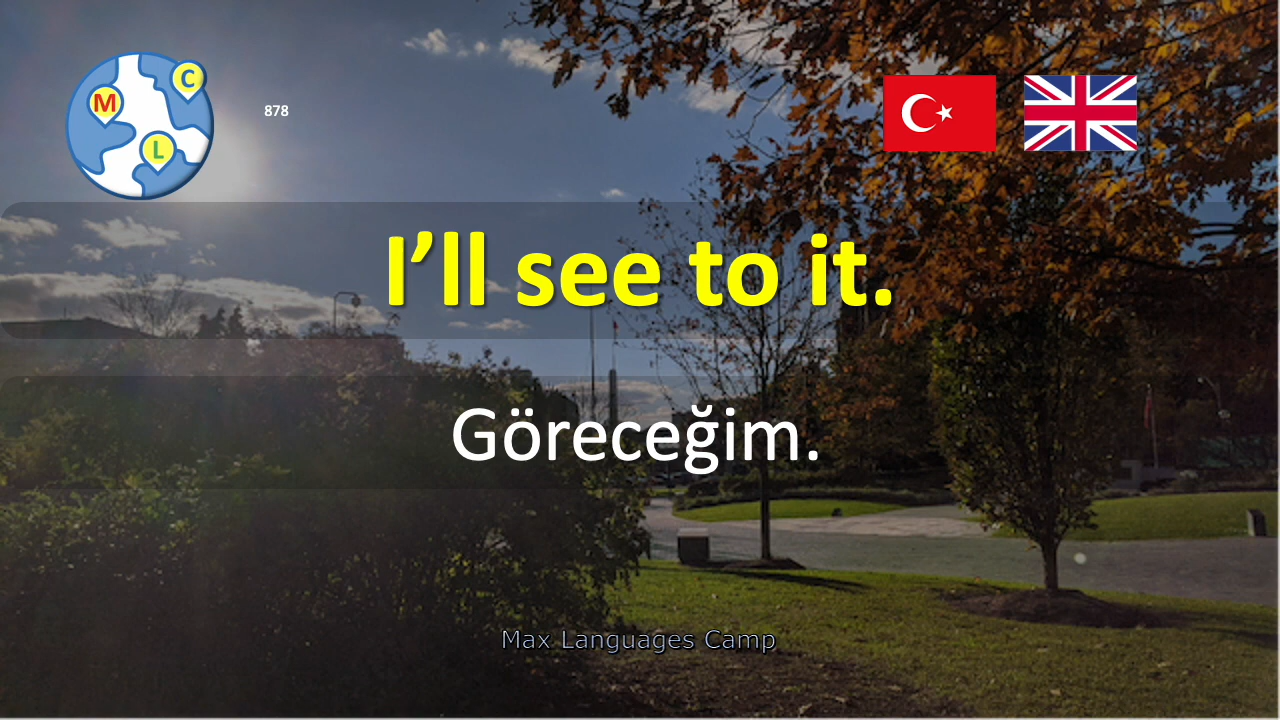 C
M
L
878
I’ll see to it.
Göreceğim.
Max Languages Camp